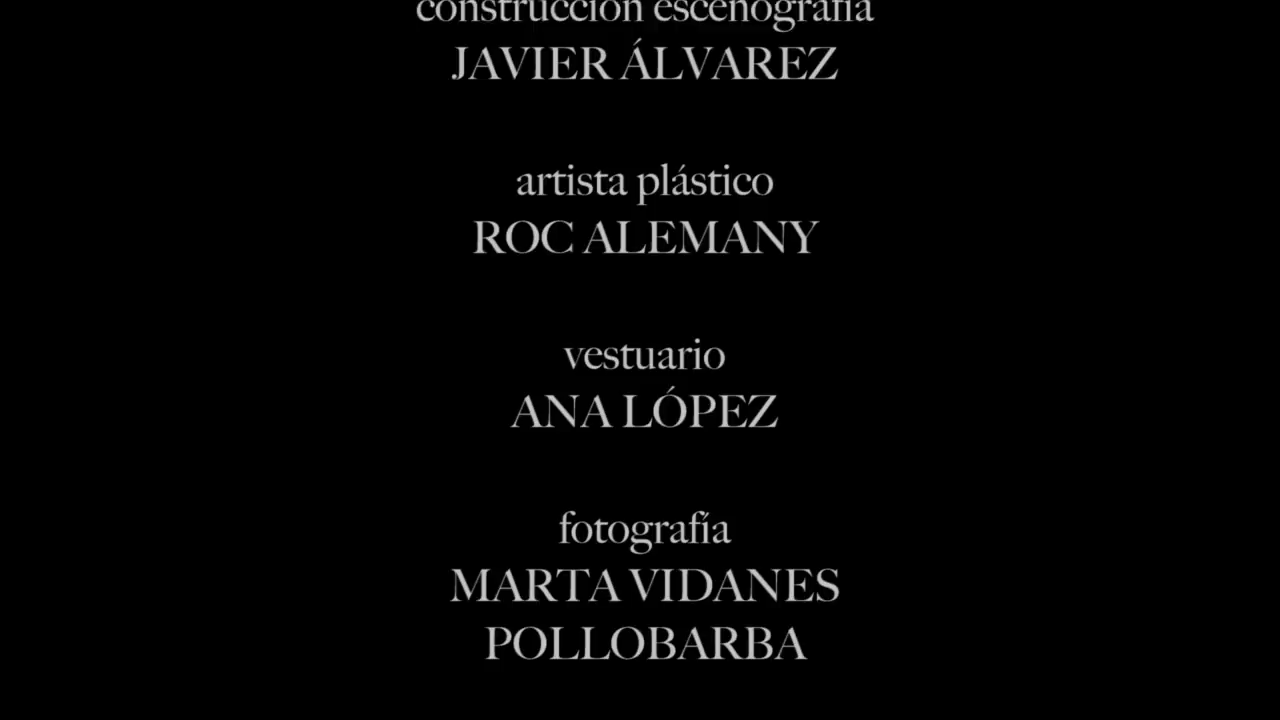 construcción escenografía
JAVIER ÁLVAREZ
artista plástico
ROC ALEMANY
vestuario
ANA LÓPEZ
fotografía
MARTA VIDANES
POLLOBARBA